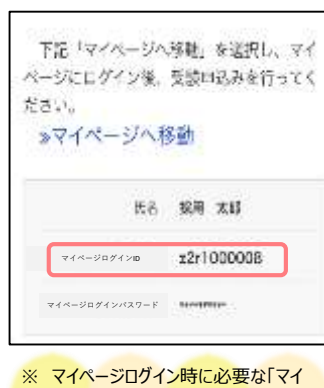 下記「マイページへ移動」を選択し、マイ
ページにログイン後、受験申込みを行ってく
ださい。
≫マイページへ移動
氏名 採用 太郎
マイページログインID z2r1000008
マイページログインパスワード
※ マイページログイン時に必要な「マイ